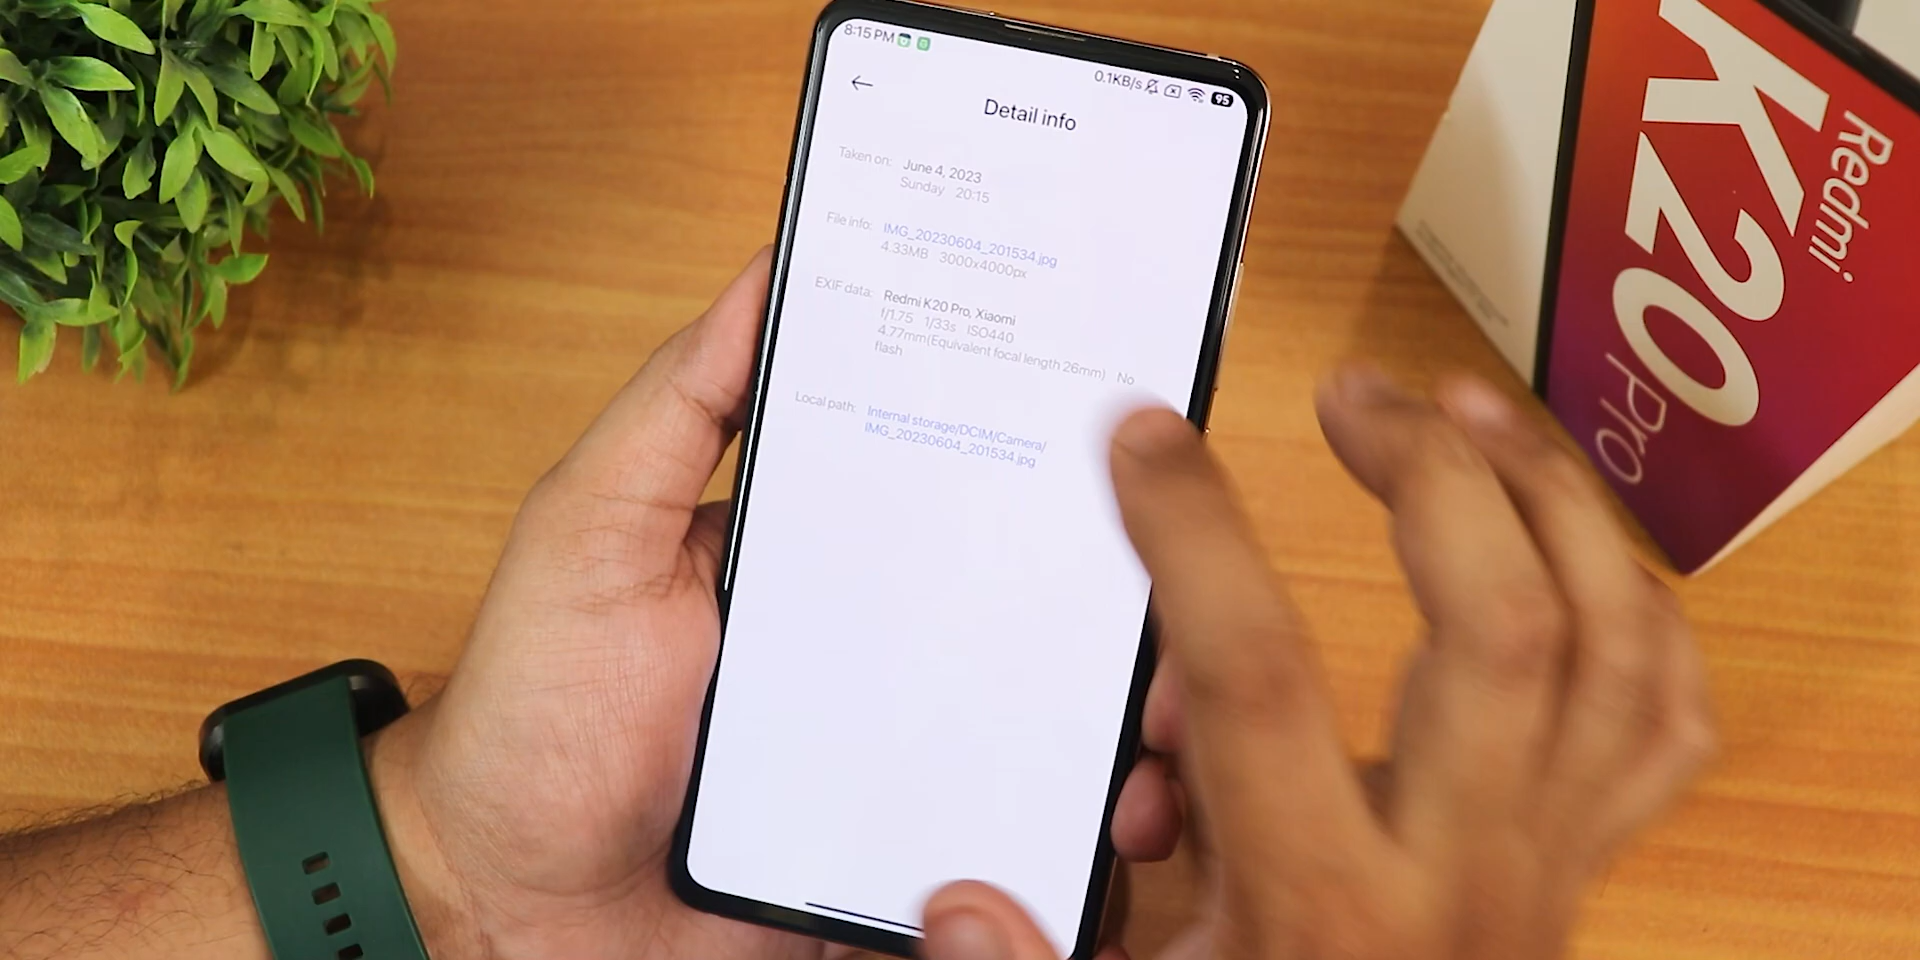 8:15 PM
0.1KB/s
95
Detail info
Taken on: June 4, 2023
Sunday 20:15
File info: IMG_20230604_201534.jpg
4.33MB 3000x4000px
EXIF data: Redmi K20 Pro, Xiaomi
f/1.75 1/33s ISO440
4.77mm(Equivalent focal length 26mm) No
flash
Local path: Internal storage/DCIM/Camera/
IMG_20230604_201534.jpg
Redmi
K20
Pro